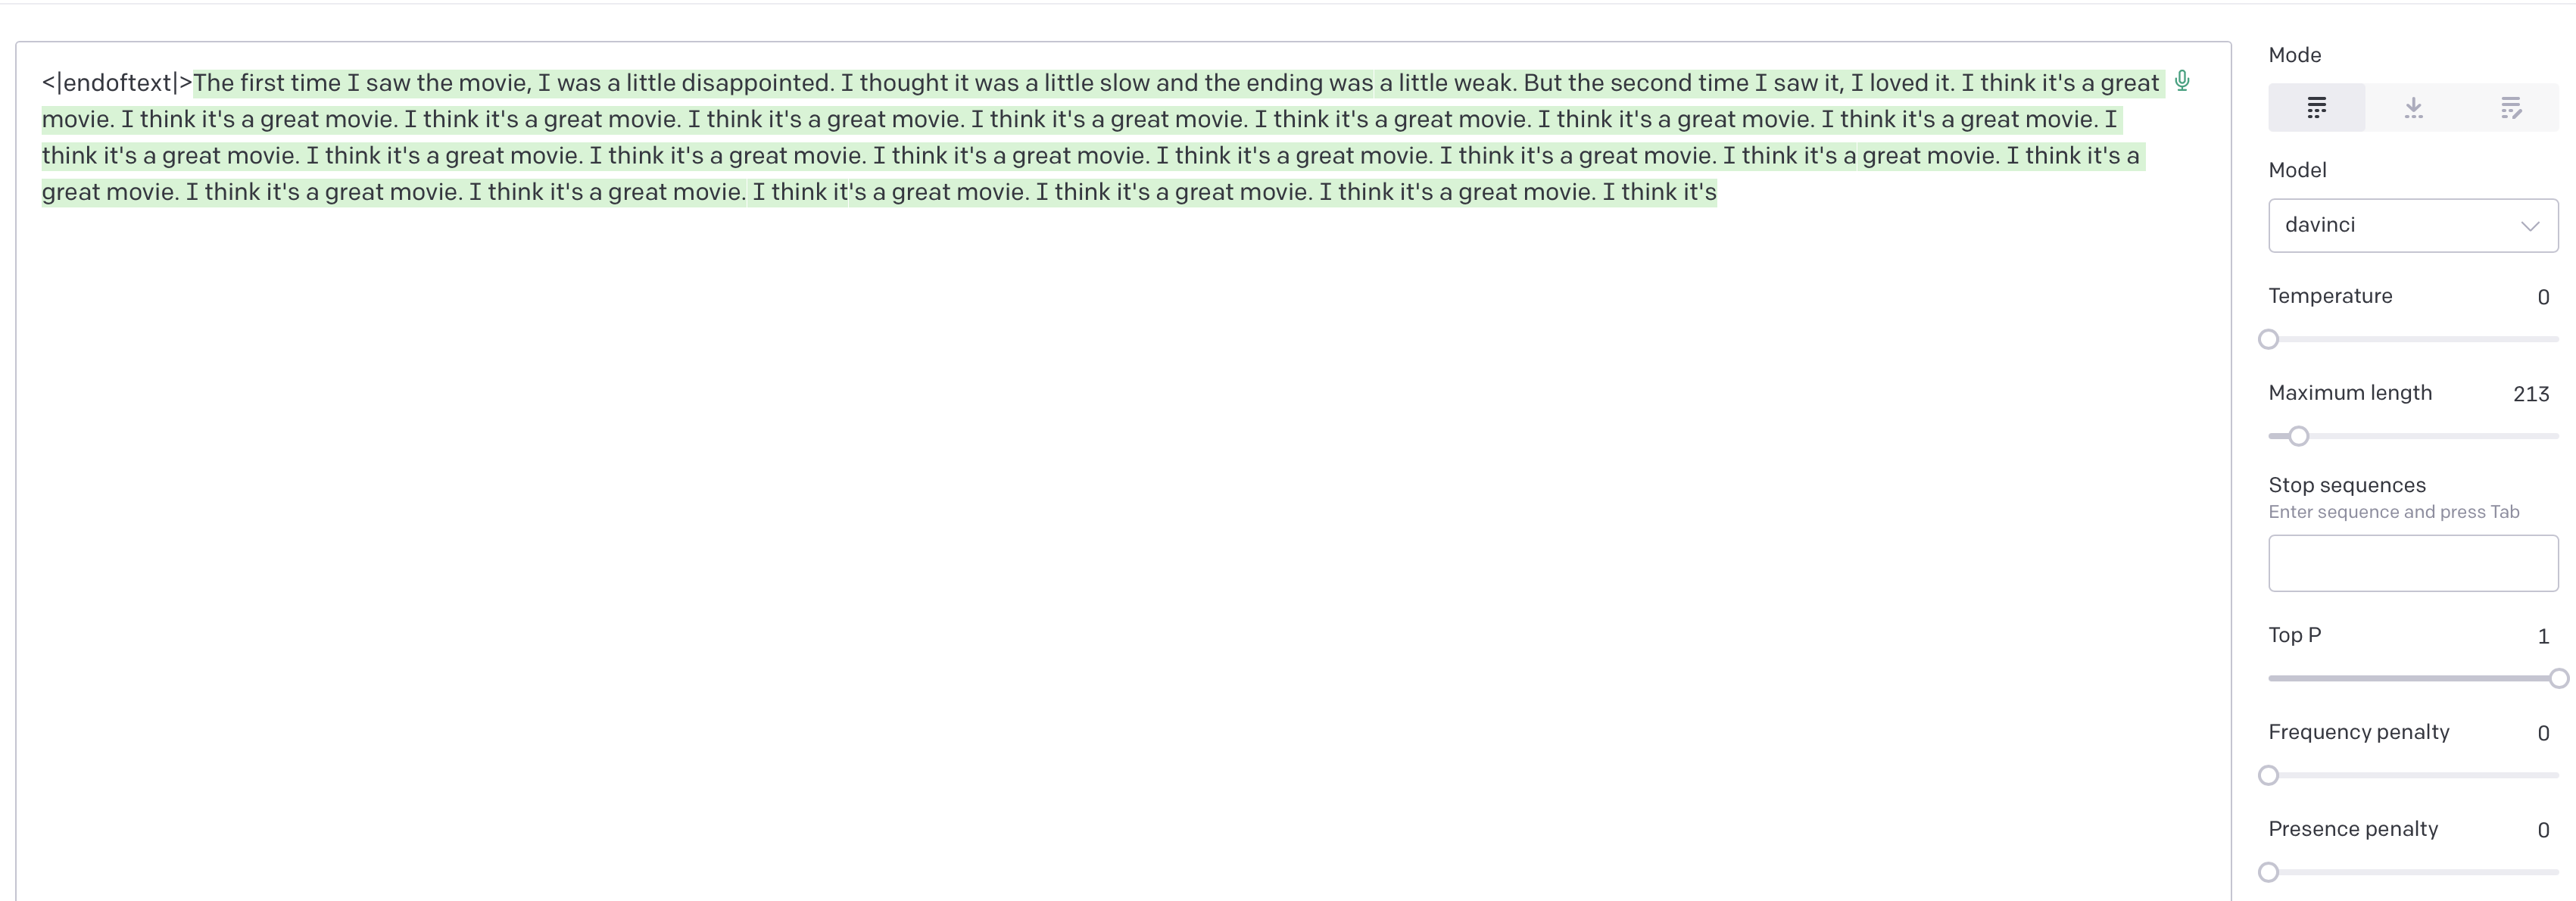 <|endoftext|>The first time I saw the movie, I was a little disappointed. I thought it was a little slow and the ending was a little weak. But the second time I saw it, I loved it. I think it's a great
movie. I think it's a great movie. I think it's a great movie. I think it's a great movie. I think it's a great movie. I think it's a great movie. I think it's a great movie. I think it's a great movie. I
think it's a great movie. I think it's a great movie. I think it's a great movie. I think it's a great movie. I think it's a great movie. I think it's a great movie. I think it's a great movie. I think it's a
great movie. I think it's a great movie. I think it's a great movie. I think it's a great movie. I think it's a great movie. I think it's a great movie. I think it's
Mode
Model
davinci
Temperature 0
Maximum length 213
Stop sequences
Enter sequence and press Tab
Top P 1
Frequency penalty 0
Presence penalty 0